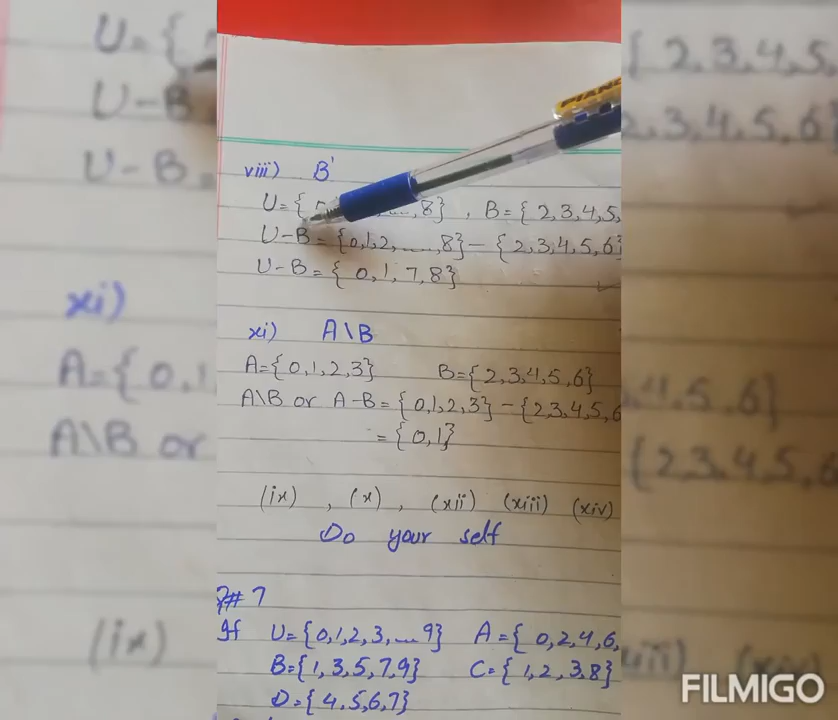 viii) B'
U={ 8} , B={ 2,3,4,5,
U-B= {0,1,2,....,8} - {2,3,4,5,6}
U-B={ 0,1,7,8}
xi) A\B
A={0,1,2,3} B={2,3,4,5,6}
A\B or A-B={0,1,2,3} - {2,3,4,5,6
={0,1}
(ix) , (x) , (xii) (xiii) (xiv)
Do your self
# 7
If U={0,1,2,3,....9} A={ 0,2,4,6,
B={1,3,5,7,9} C={ 1,2,3,8}
D={4,5,6,7}
PIANO
FILMIGO